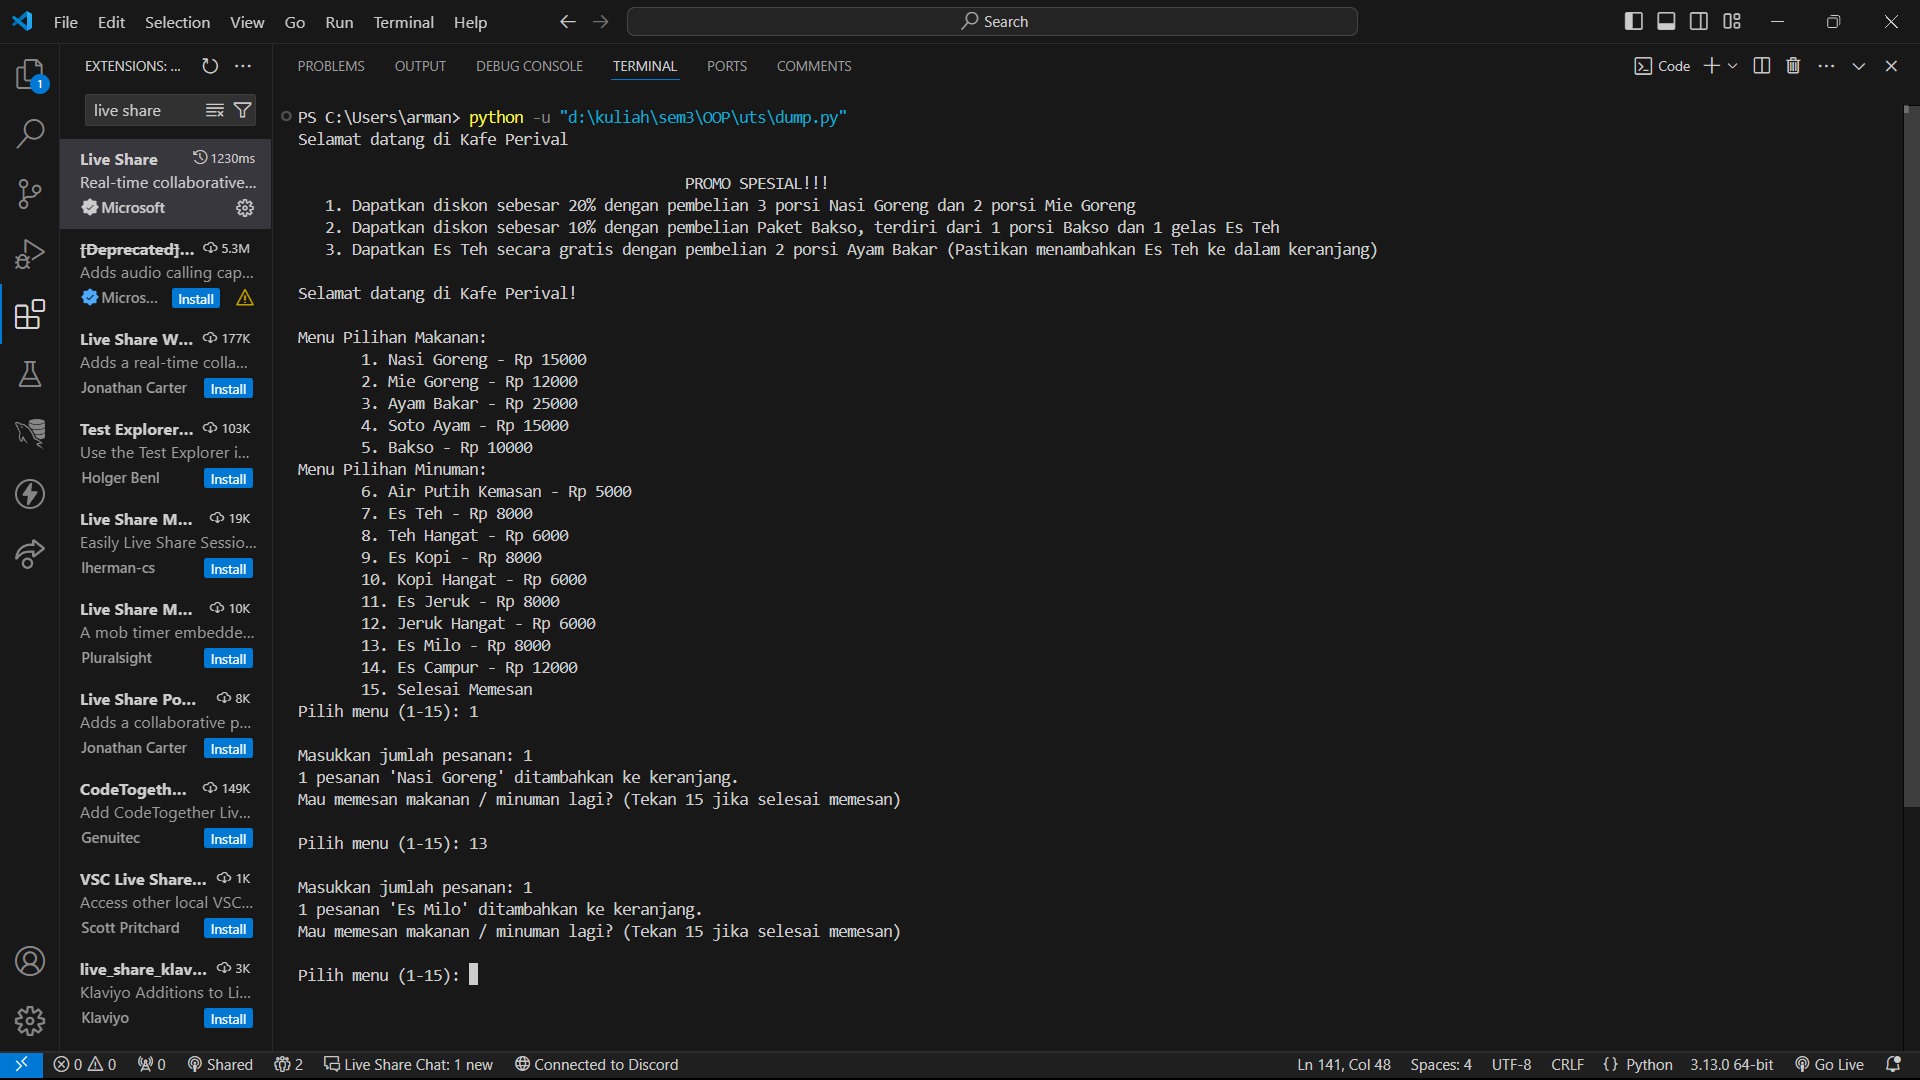 File Edit Selection View Go Run Terminal Help
Search
EXTENSIONS: ...
PROBLEMS OUTPUT DEBUG CONSOLE TERMINAL PORTS COMMENTS
Code
1
live share
Live Share 1230ms
Real-time collaborative...
Microsoft
[Deprecated]... 5.3M
Adds audio calling cap...
Micros... Install
Live Share W... 177K
Adds a real-time colla...
Jonathan Carter Install
Test Explorer... 103K
Use the Test Explorer i...
Holger Benl Install
Live Share M... 19K
Easily Live Share Sessio...
lherman-cs Install
Live Share M... 10K
A mob timer embedde...
Pluralsight Install
Live Share Po... 8K
Adds a collaborative p...
Jonathan Carter Install
CodeTogeth... 149K
Add CodeTogether Liv...
Genuitec Install
VSC Live Share... 1K
Access other local VSC...
Scott Pritchard Install
live_share_klav... 3K
Klaviyo Additions to Li...
Klaviyo Install
PS C:\Users\arman> python -u "d:\kuliah\sem3\OOP\uts\dump.py"
Selamat datang di Kafe Perival
PROMO SPESIAL!!!
1. Dapatkan diskon sebesar 20% dengan pembelian 3 porsi Nasi Goreng dan 2 porsi Mie Goreng
2. Dapatkan diskon sebesar 10% dengan pembelian Paket Bakso, terdiri dari 1 porsi Bakso dan 1 gelas Es Teh
3. Dapatkan Es Teh secara gratis dengan pembelian 2 porsi Ayam Bakar (Pastikan menambahkan Es Teh ke dalam keranjang)
Selamat datang di Kafe Perival!
Menu Pilihan Makanan:
1. Nasi Goreng - Rp 15000
2. Mie Goreng - Rp 12000
3. Ayam Bakar - Rp 25000
4. Soto Ayam - Rp 15000
5. Bakso - Rp 10000
Menu Pilihan Minuman:
6. Air Putih Kemasan - Rp 5000
7. Es Teh - Rp 8000
8. Teh Hangat - Rp 6000
9. Es Kopi - Rp 8000
10. Kopi Hangat - Rp 6000
11. Es Jeruk - Rp 8000
12. Jeruk Hangat - Rp 6000
13. Es Milo - Rp 8000
14. Es Campur - Rp 12000
15. Selesai Memesan
Pilih menu (1-15): 1
Masukkan jumlah pesanan: 1
1 pesanan 'Nasi Goreng' ditambahkan ke keranjang.
Mau memesan makanan / minuman lagi? (Tekan 15 jika selesai memesan)
Pilih menu (1-15): 13
Masukkan jumlah pesanan: 1
1 pesanan 'Es Milo' ditambahkan ke keranjang.
Mau memesan makanan / minuman lagi? (Tekan 15 jika selesai memesan)
Pilih menu (1-15):
0 0 0 Shared 2 Live Share Chat: 1 new Connected to Discord Ln 141, Col 48 Spaces: 4 UTF-8 CRLF {} Python 3.13.0 64-bit Go Live